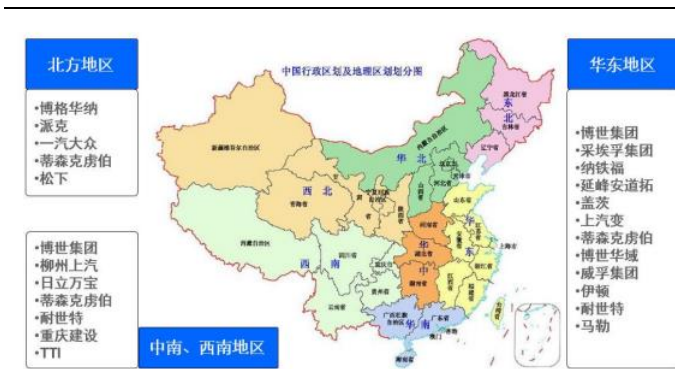 北方地区
•博格华纳
•派克
•一汽大众
•蒂森克虏伯
•松下
中国行政区划及地理区划划分图
华东地区
•博世集团
•采埃孚集团
•纳铁福
•延峰安道拓
•盖茨
•上汽变
•蒂森克虏伯
•博世华域
•威孚集团
•伊顿
•耐世特
•马勒
黑龙江省
东
北
吉林省
辽宁省
内蒙古自治区
华 北
新疆维吾尔自治区
西 北
青海省
山西省
河北省
山东省
河南省
西藏自治区
西 南
四川省
重庆市
湖北省
华
中
湖南省
贵州省
云南省
安徽省
华
东
浙江省
上海市
江西省
福建省
台湾省
广西壮族
自治区
广东省
华 南
澳门
香港
海南省
•博世集团
•柳州上汽
•日立万宝
•蒂森克虏伯
•耐世特
•重庆建设
•TTI
中南、西南地区